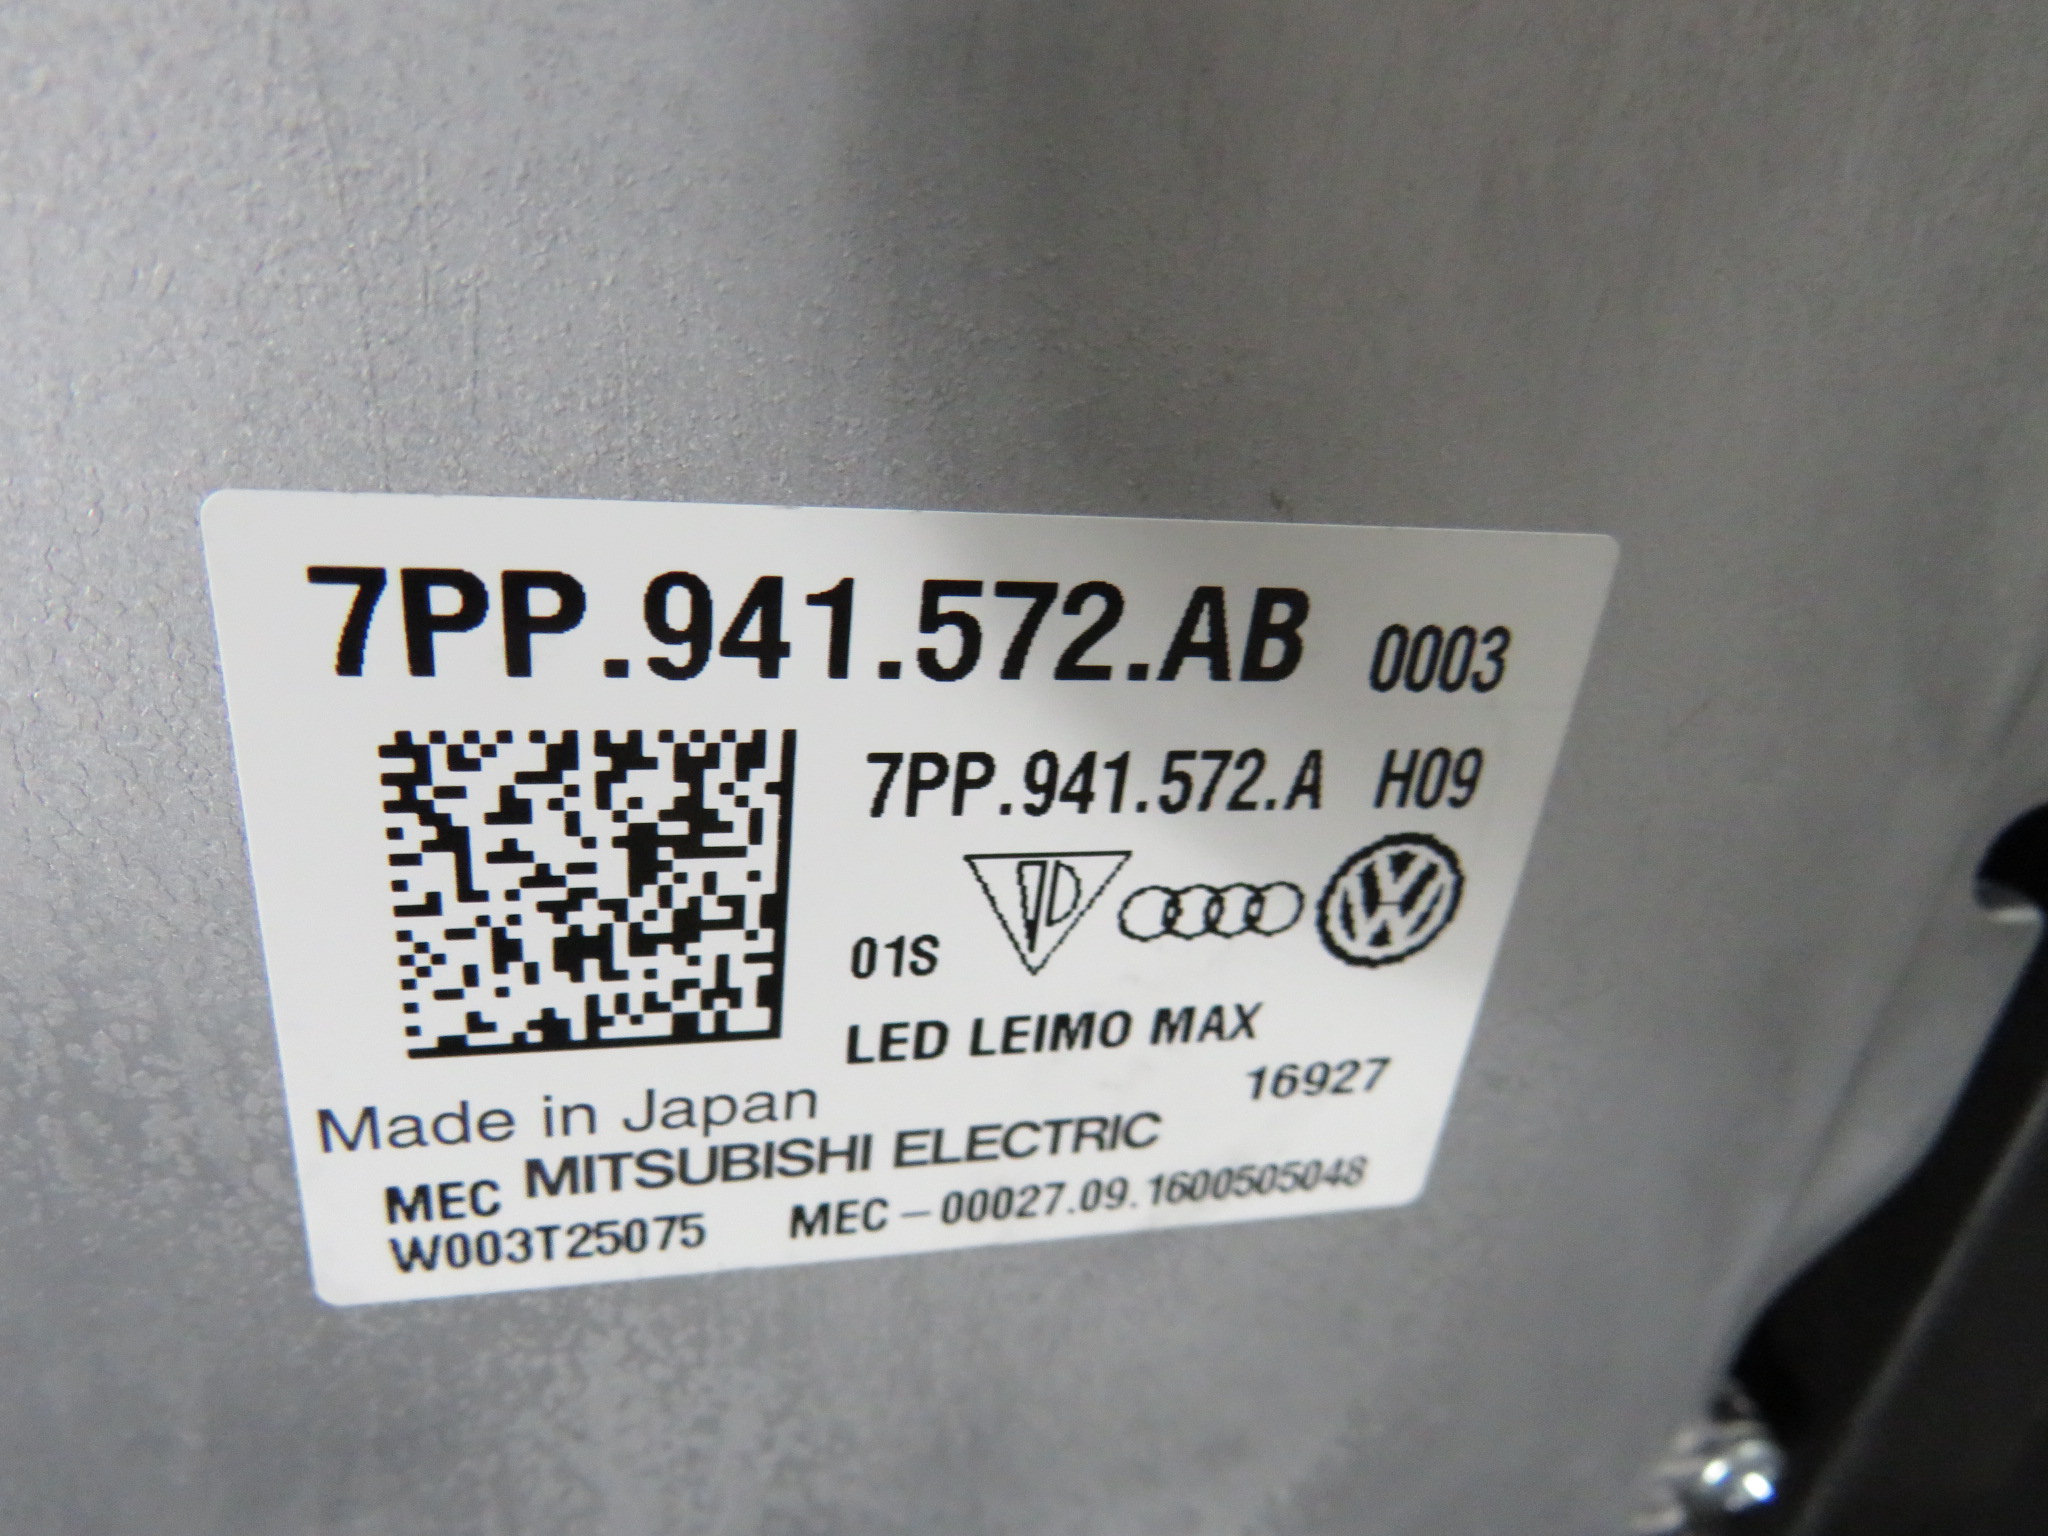 7PP.941.572.AB 0003
7PP.941.572.A H09
01S
LED LEIMO MAX
16927
Made in Japan
MEC MITSUBISHI ELECTRIC
W003T25075 MEC-00027.09.1600505048